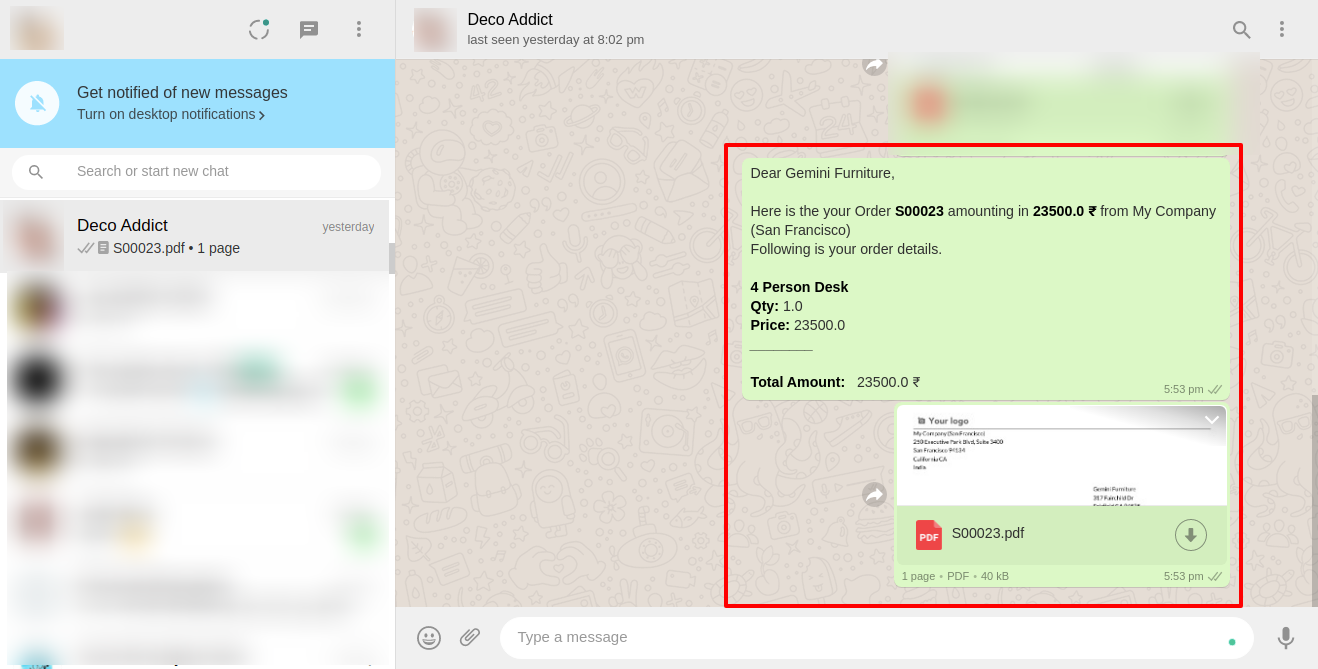 Deco Addict
last seen yesterday at 8:02 pm
Get notified of new messages
Turn on desktop notifications
Search or start new chat
Deco Addict
yesterday
S00023.pdf • 1 page
Dear Gemini Furniture,
Here is the your Order S00023 amounting in 23500.0 ₹ from My Company
(San Francisco)
Following is your order details.
4 Person Desk
Qty: 1.0
Price: 23500.0
________
Total Amount: 23500.0 ₹
5:53 pm
Your logo
My Company (San Francisco)
250 Executive Park Blvd, Suite 3400
San Francisco 94134
California CA
India
Gemini Furniture
317 Fairchild Dr
PDF
S00023.pdf
1 page • PDF • 40 kB
5:53 pm
Type a message